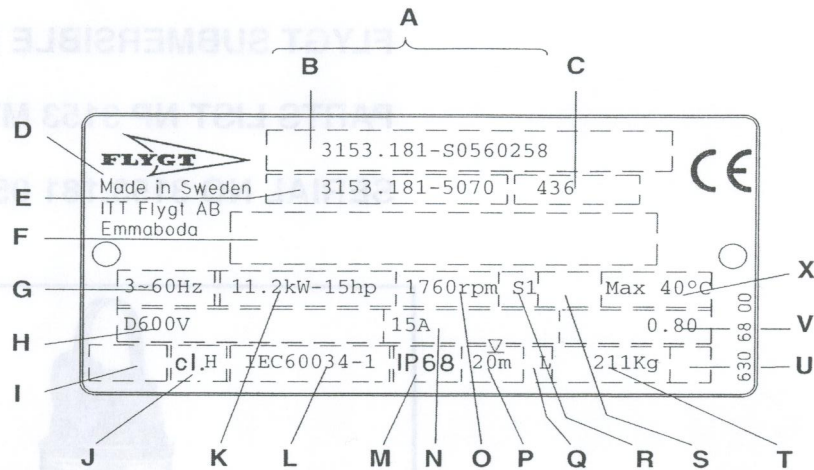 A
B
C
D
FLYGT
3153.181-S0560258
CE
Made in Sweden
3153.181-5070
436
E
ITT Flygt AB
Emmaboda
F
G
3~60Hz
11.2kW-15hp
1760rpm
S1
Max 40°C
X
H
D600V
15A
0.80
V
I
cl.H
IEC60034-1
IP68
20m
L
211Kg
U
630 68 00
J
K
L
M
N
O
P
Q
R
S
T
FLYGT SUBMERSIBLE
PARTS LIST NP 3153